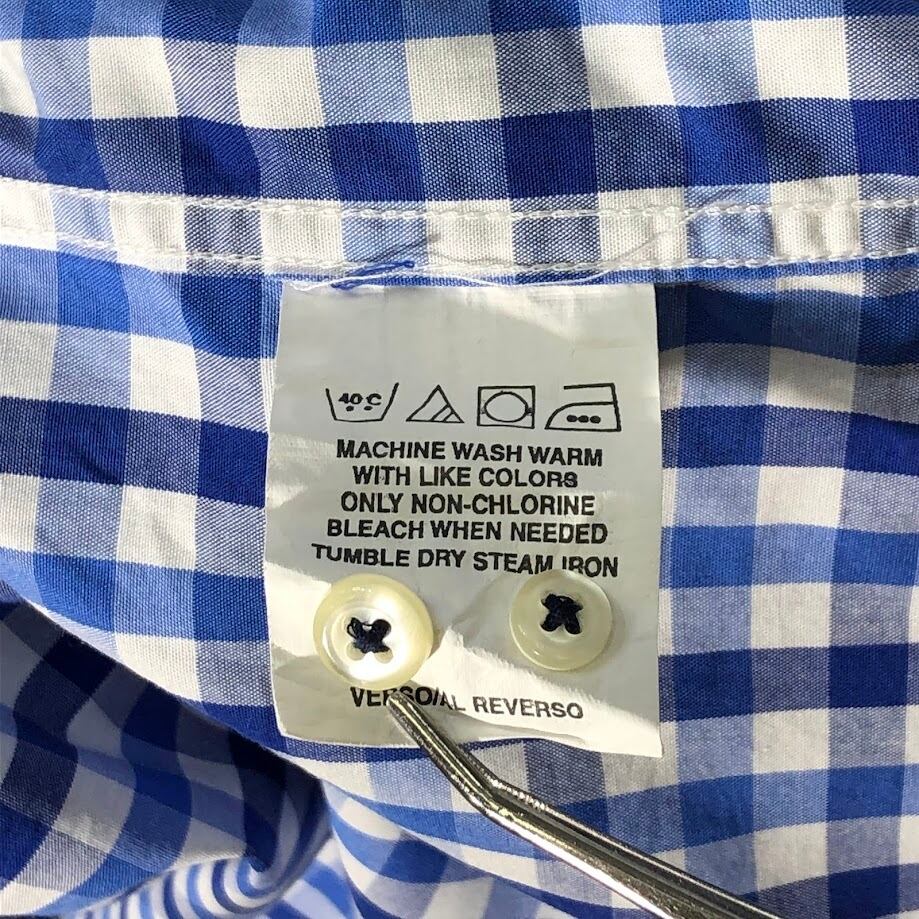 40 C
MACHINE WASH WARM
WITH LIKE COLORS
ONLY NON-CHLORINE
BLEACH WHEN NEEDED
TUMBLE DRY STEAM IRON
VERSO/AL REVERSO